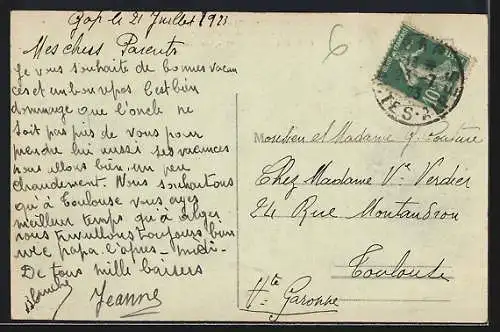 Gap le 21 Juillet 1923
Mes chers Parents
Je vous souhaite de bonnes vacan
ces et un bon repos C'est bien
dommage que l'oncle ne
soit pas pas de vous pour
prendre lui aussi ses vacances
nous allons bien, un peu
chaudement. Nous souhaitons
qu'à Toulouse vous ayez
meilleur temps qu'à alger
nous travaillons toujours bien
avec papa l'apres-midi-
De tous mille baisers
Blanche Jeanne
6
Monsieur et Madame
Chez Madame Vve Verdier
24 Rue Montaudran
Toulouse
Hte Garonne